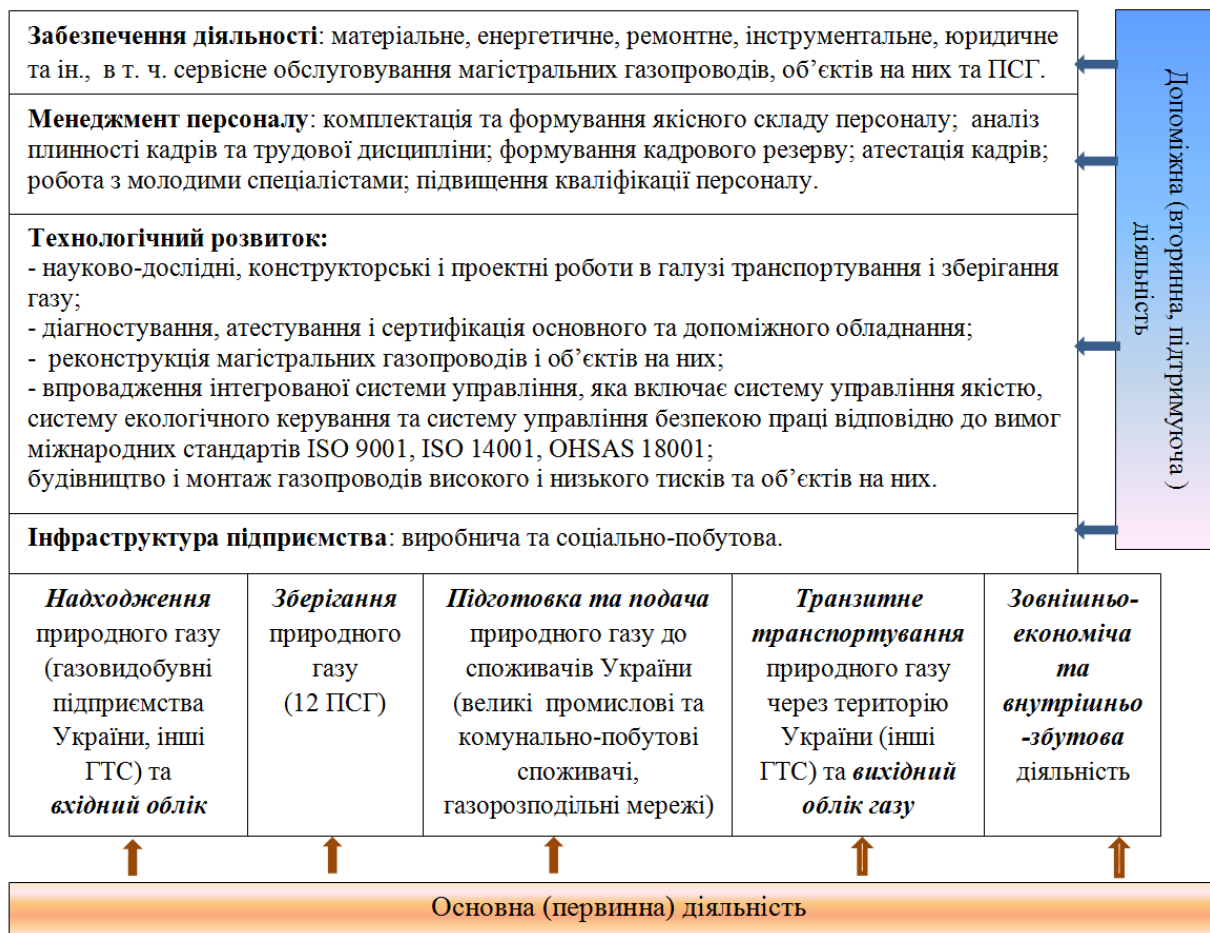 Забезпечення діяльності: матеріальне, енергетичне, ремонтне, інструментальне, юридичне
та ін., в т. ч. сервісне обслуговування магістральних газопроводів, об’єктів на них та ПСГ.
Менеджмент персоналу: комплектація та формування якісного складу персоналу; аналіз
плинності кадрів та трудової дисципліни; формування кадрового резерву; атестація кадрів;
робота з молодими спеціалістами; підвищення кваліфікації персоналу.
Технологічний розвиток:
- науково-дослідні, конструкторські і проектні роботи в галузі транспортування і зберігання
газу;
- діагностування, атестування і сертифікація основного та допоміжного обладнання;
- реконструкція магістральних газопроводів і об’єктів на них;
- впровадження інтегрованої системи управління, яка включає систему управління якістю,
систему екологічного керування та систему управління безпекою праці відповідно до вимог
міжнародних стандартів ISO 9001, ISO 14001, OHSAS 18001;
будівництво і монтаж газопроводів високого і низького тисків та об’єктів на них.
Інфраструктура підприємства: виробнича та соціально-побутова.
Допоміжна (вторинна, підтримуюча )
діяльність
Надходження
природного газу
(газовидобувні
підприємства
України, інші
ГТС) та
вхідний облік
Зберігання
природного
газу
(12 ПСГ)
Підготовка та подача
природного газу до
споживачів України
(великі промислові та
комунально-побутові
споживачі,
газорозподільні мережі)
Транзитне
транспортування
природного газу
через територію
України (інші
ГТС) та вихідний
облік газу
Зовнішньо-
економіча
та
внутрішньо
-збутова
діяльність
Основна (первинна) діяльність